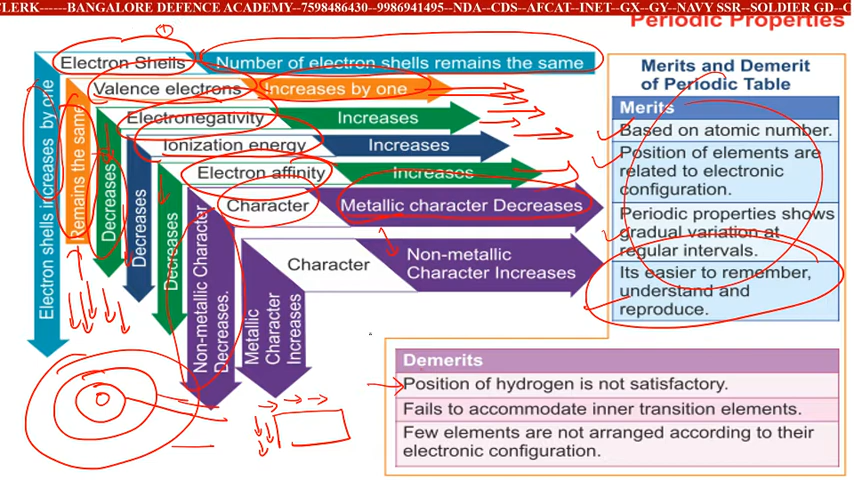 CLERK------BANGALORE DEFENCE ACADEMY--7598486430--9986941495--NDA--CDS--AFCAT--INET--GX--GY--NAVY SSR--SOLDIER GD--C
Periodic Properties
Electron Shells
Number of electron shells remains the same
Valence electrons
Increases by one
Electronegativity
Increases
Ionization energy
Increases
Electron affinity
Increases
Character
Metallic character Decreases
Character
Non-metallic
Character Increases
Electron shells increases by one
Remains the same
Decreases
Decreases
Decreases
Non-metallic Character
Decreases.
Metallic
Character
Increases
Merits and Demerit
of Periodic Table
Merits
Based on atomic number.
Position of elements are
related to electronic
configuration.
Periodic properties shows
gradual variation at
regular intervals.
Its easier to remember,
understand and
reproduce.
Demerits
Position of hydrogen is not satisfactory.
Fails to accommodate inner transition elements.
Few elements are not arranged according to their
electronic configuration.